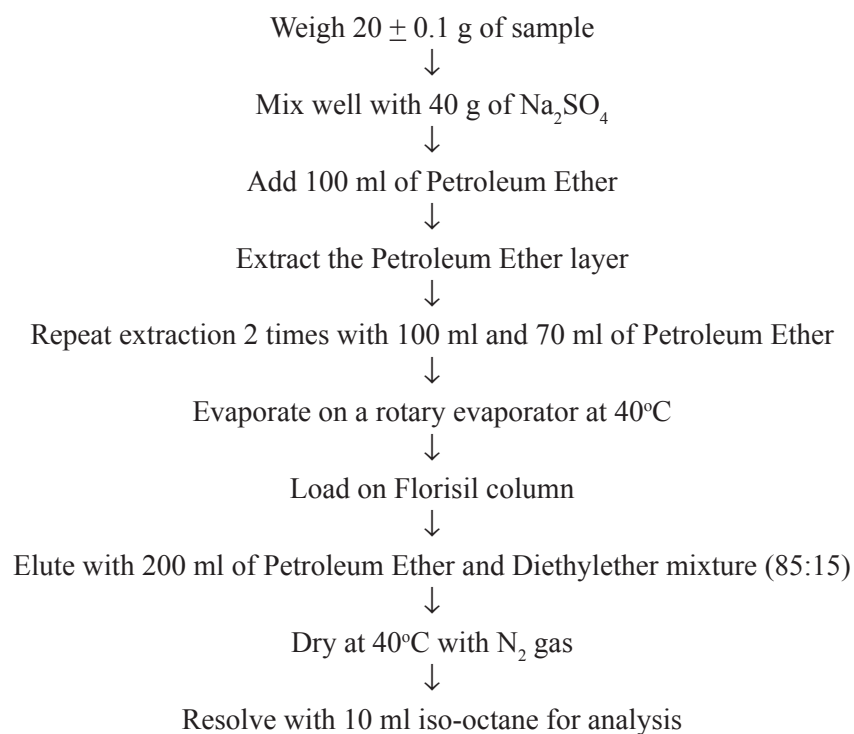 Weigh 20 ± 0.1 g of sample
↓
Mix well with 40 g of Na₂SO₄
↓
Add 100 ml of Petroleum Ether
↓
Extract the Petroleum Ether layer
↓
Repeat extraction 2 times with 100 ml and 70 ml of Petroleum Ether
↓
Evaporate on a rotary evaporator at 40°C
↓
Load on Florisil column
↓
Elute with 200 ml of Petroleum Ether and Diethylether mixture (85:15)
↓
Dry at 40°C with N₂ gas
↓
Resolve with 10 ml iso-octane for analysis